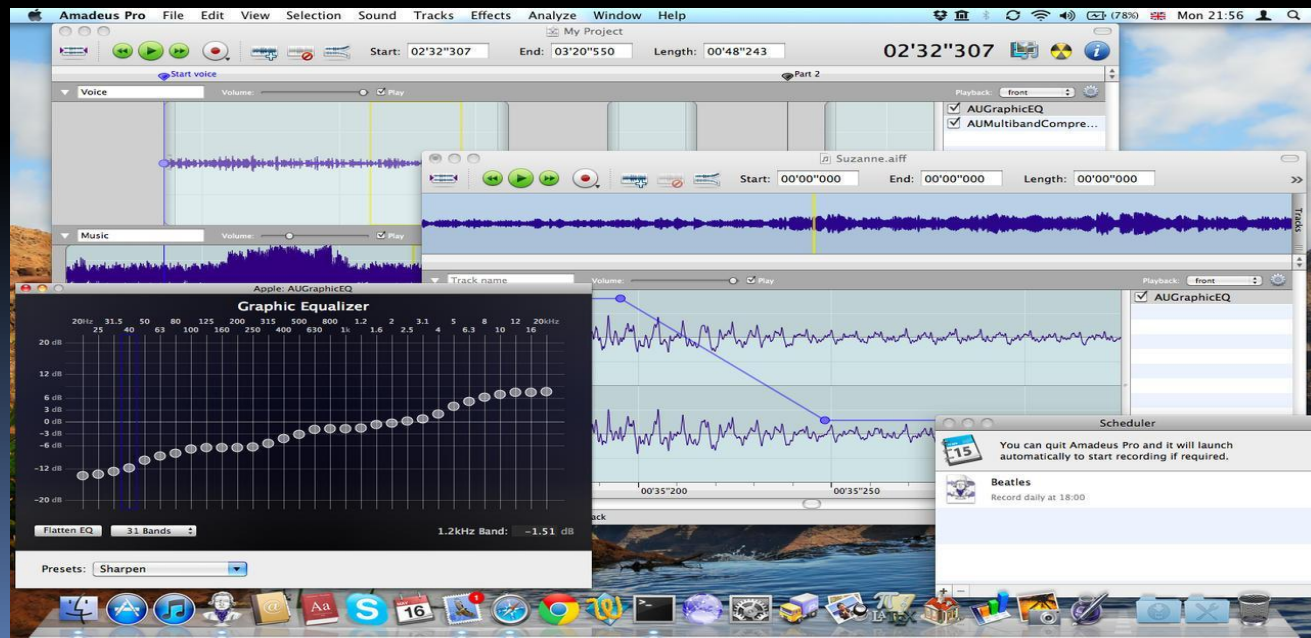 Amadeus Pro File Edit View Selection Sound Tracks Effects Analyze Window Help (78%) Mon 21:56
My Project
Start: 02'32"307 End: 03'20"550 Length: 00'48"243 02'32"307
Start voice Part 2
Voice Volume: Play Playback: front
AUGraphicEQ
AUMultibandCompre...
Suzanne.aiff
Start: 00'00"000 End: 00'00"000 Length: 00'00"000 »
Tracks
Music Volume: Play
Track name Volume: Play Playback: front
AUGraphicEQ
Apple: AUGraphicEQ
Graphic Equalizer
20Hz 31.5 50 80 125 200 315 500 800 1.2 2 3.1 5 8 12 20kHz
25 40 63 100 160 250 400 630 1k 1.6 2.5 4 6.3 10 16
20 dB
12 dB
6 dB
3 dB
0 dB
-3 dB
-6 dB
-12 dB
-20 dB
Flatten EQ 31 Bands 1.2kHz Band: -1.51 dB
Presets: Sharpen
00'35"200 00'35"250
ack
Scheduler
15 You can quit Amadeus Pro and it will launch
automatically to start recording if required.
Beatles
Record daily at 18:00
+ −
@ Aa S 16 1